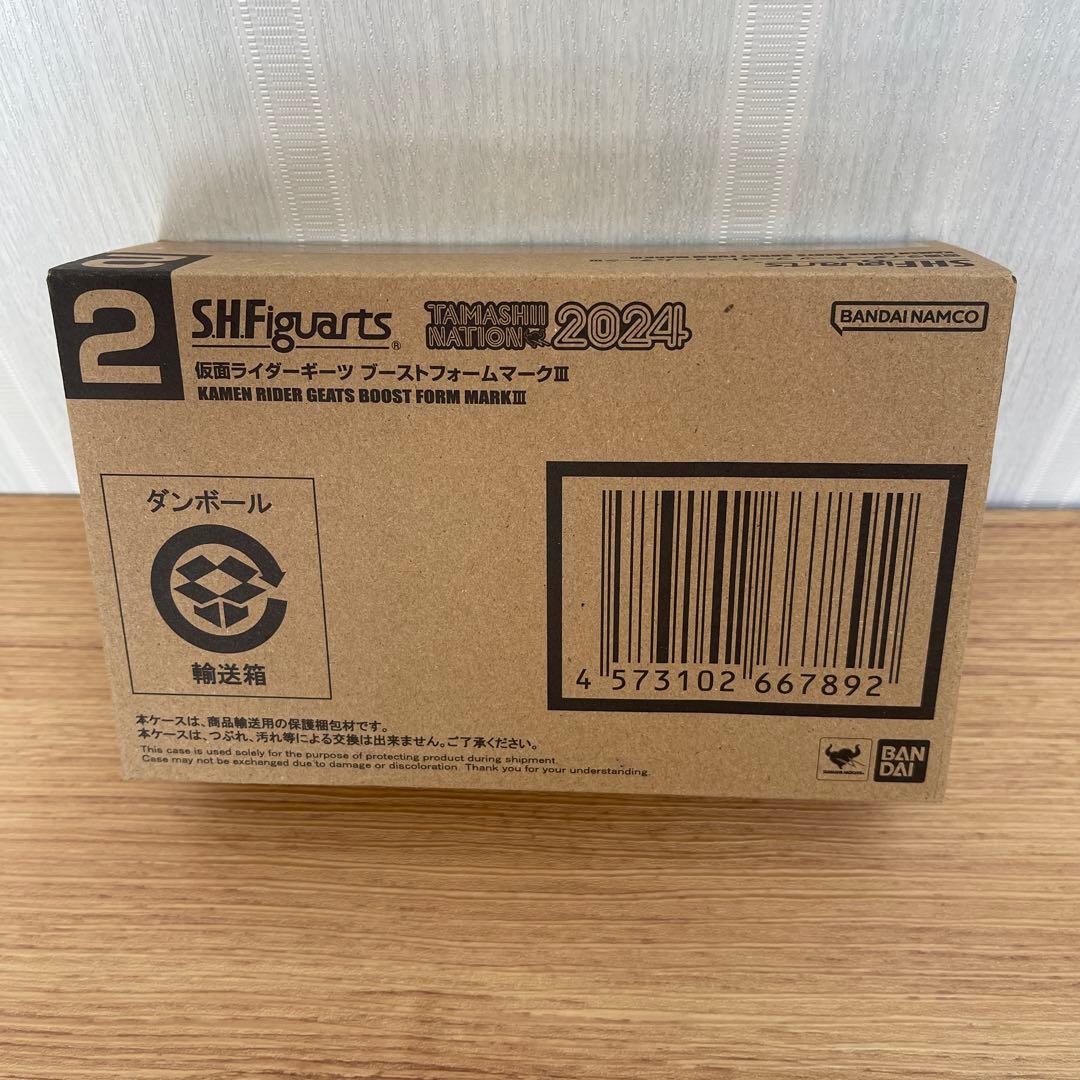 2
S.H.Figuarts®
TAMASHII NATION 2024
BANDAI NAMCO
仮面ライダーギーツ ブーストフォームマークⅢ
KAMEN RIDER GEATS BOOST FORM MARKⅢ
ダンボール
輸送箱
4 573102 667892
本ケースは、商品輸送用の保護梱包材です。
本ケースは、つぶれ、汚れ等による交換は出来ません。ご了承ください。
This case is used solely for the purpose of protecting product during shipment.
Case may not be exchanged due to damage or discoloration. Thank you for your understanding.
BAN
DAI